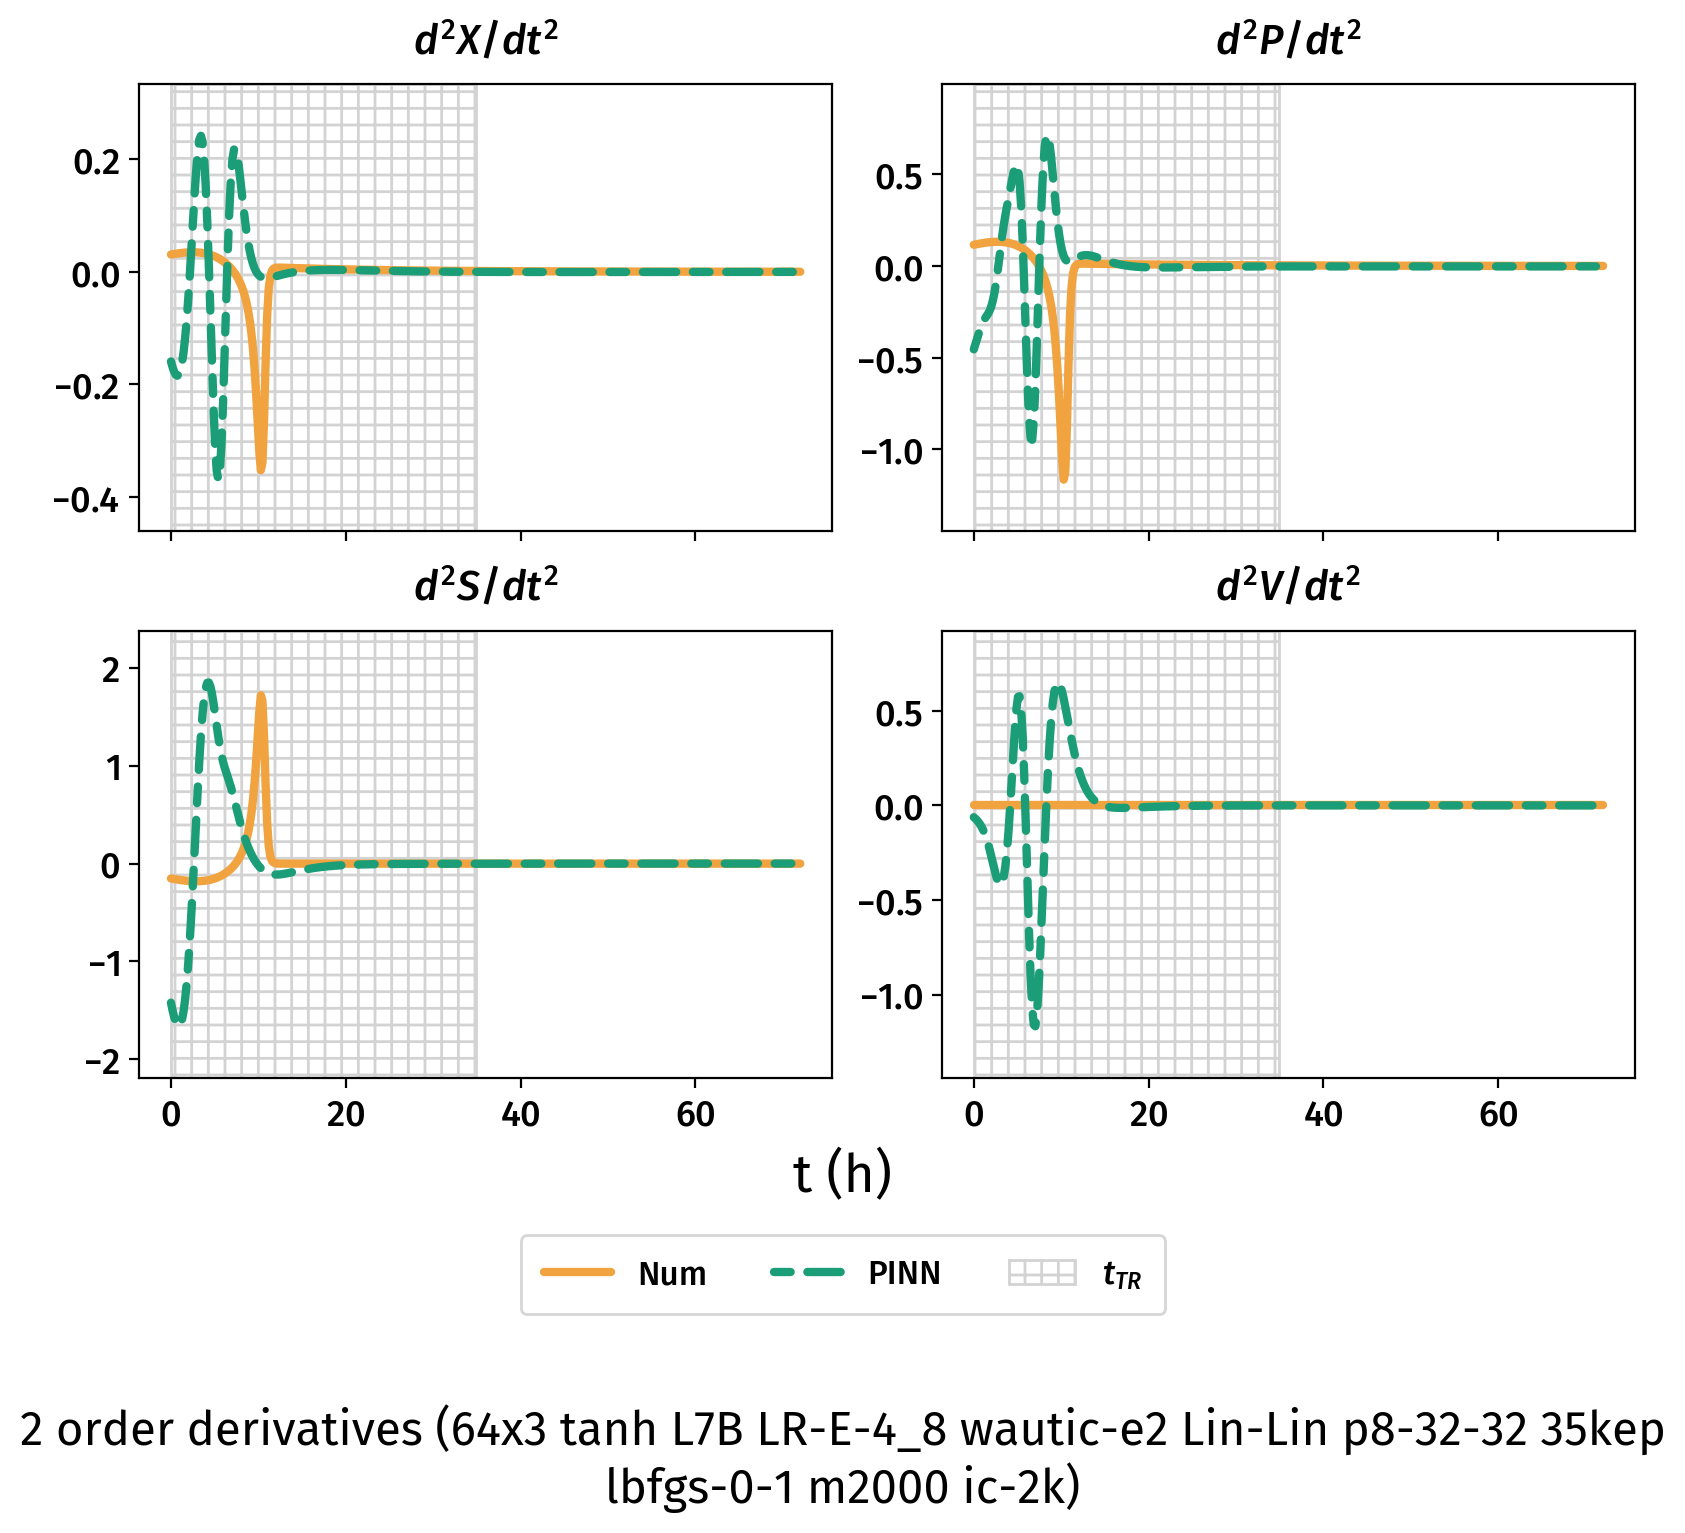 d²X/dt²
0.2
0.0
−0.2
−0.4
d²P/dt²
0.5
0.0
−0.5
−1.0
d²S/dt²
2
1
0
−1
−2
0 20 40 60
d²V/dt²
0.5
0.0
−0.5
−1.0
0 20 40 60
t (h)
Num PINN t_TR
2 order derivatives (64x3 tanh L7B LR-E-4_8 wautic-e2 Lin-Lin p8-32-32 35kep
lbfgs-0-1 m2000 ic-2k)